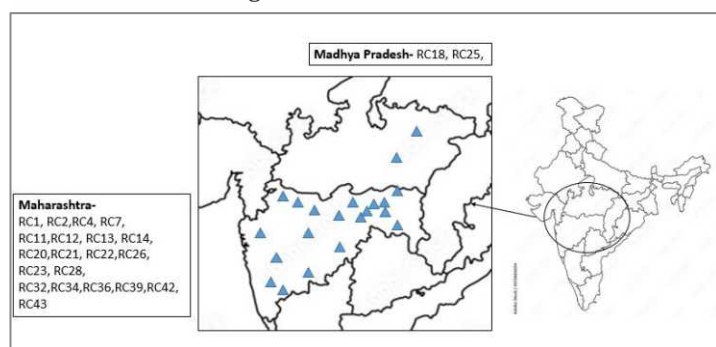 Madhya Pradesh- RC18, RC25,
Maharashtra-
RC1, RC2,RC4, RC7,
RC11,RC12, RC13, RC14,
RC20,RC21, RC22,RC26,
RC23, RC28,
RC32,RC34,RC36,RC39,RC42,
RC43